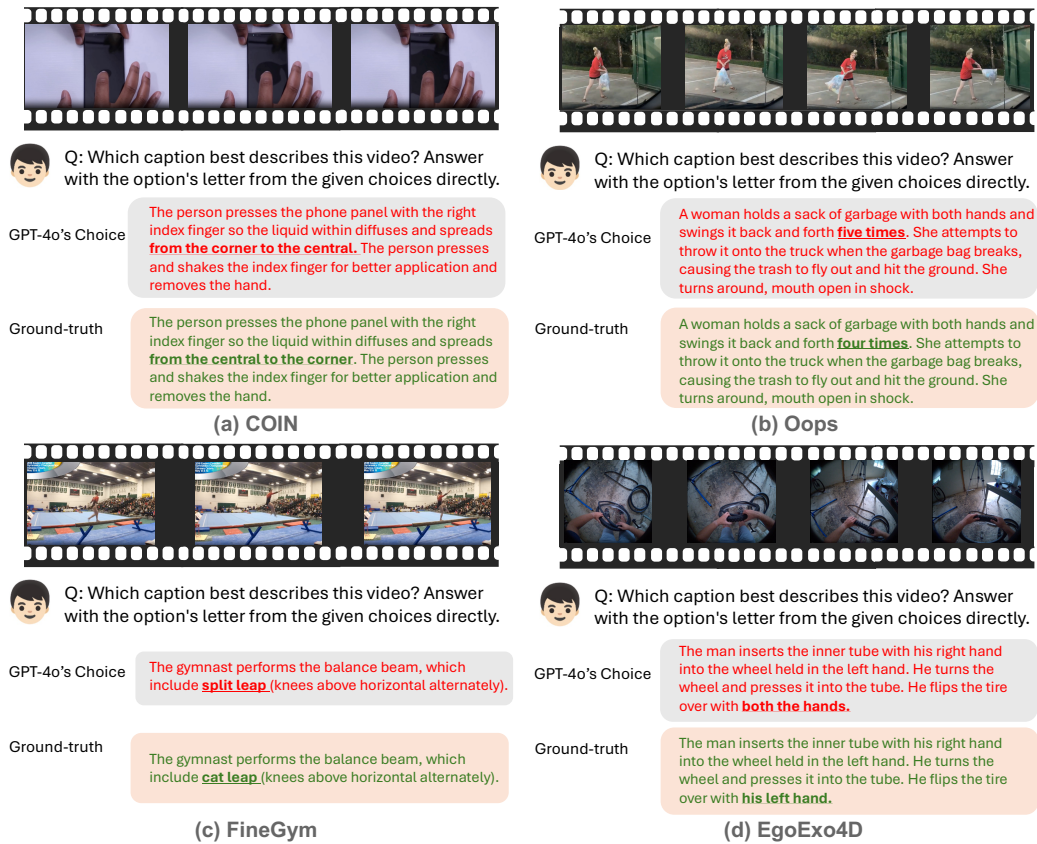 Q: Which caption best describes this video? Answer
with the option's letter from the given choices directly.
GPT-4o's Choice
The person presses the phone panel with the right
index finger so the liquid within diffuses and spreads
from the corner to the central. The person presses
and shakes the index finger for better application and
removes the hand.
Ground-truth
The person presses the phone panel with the right
index finger so the liquid within diffuses and spreads
from the central to the corner. The person presses
and shakes the index finger for better application and
removes the hand.
(a) COIN
Q: Which caption best describes this video? Answer
with the option's letter from the given choices directly.
GPT-4o's Choice
A woman holds a sack of garbage with both hands and
swings it back and forth five times. She attempts to
throw it onto the truck when the garbage bag breaks,
causing the trash to fly out and hit the ground. She
turns around, mouth open in shock.
Ground-truth
A woman holds a sack of garbage with both hands and
swings it back and forth four times. She attempts to
throw it onto the truck when the garbage bag breaks,
causing the trash to fly out and hit the ground. She
turns around, mouth open in shock.
(b) Oops
Q: Which caption best describes this video? Answer
with the option's letter from the given choices directly.
GPT-4o's Choice
The gymnast performs the balance beam, which
include split leap (knees above horizontal alternately).
Ground-truth
The gymnast performs the balance beam, which
include cat leap (knees above horizontal alternately).
(c) FineGym
Q: Which caption best describes this video? Answer
with the option's letter from the given choices directly.
GPT-4o's Choice
The man inserts the inner tube with his right hand
into the wheel held in the left hand. He turns the
wheel and presses it into the tube. He flips the tire
over with both the hands.
Ground-truth
The man inserts the inner tube with his right hand
into the wheel held in the left hand. He turns the
wheel and presses it into the tube. He flips the tire
over with his left hand.
(d) EgoExo4D